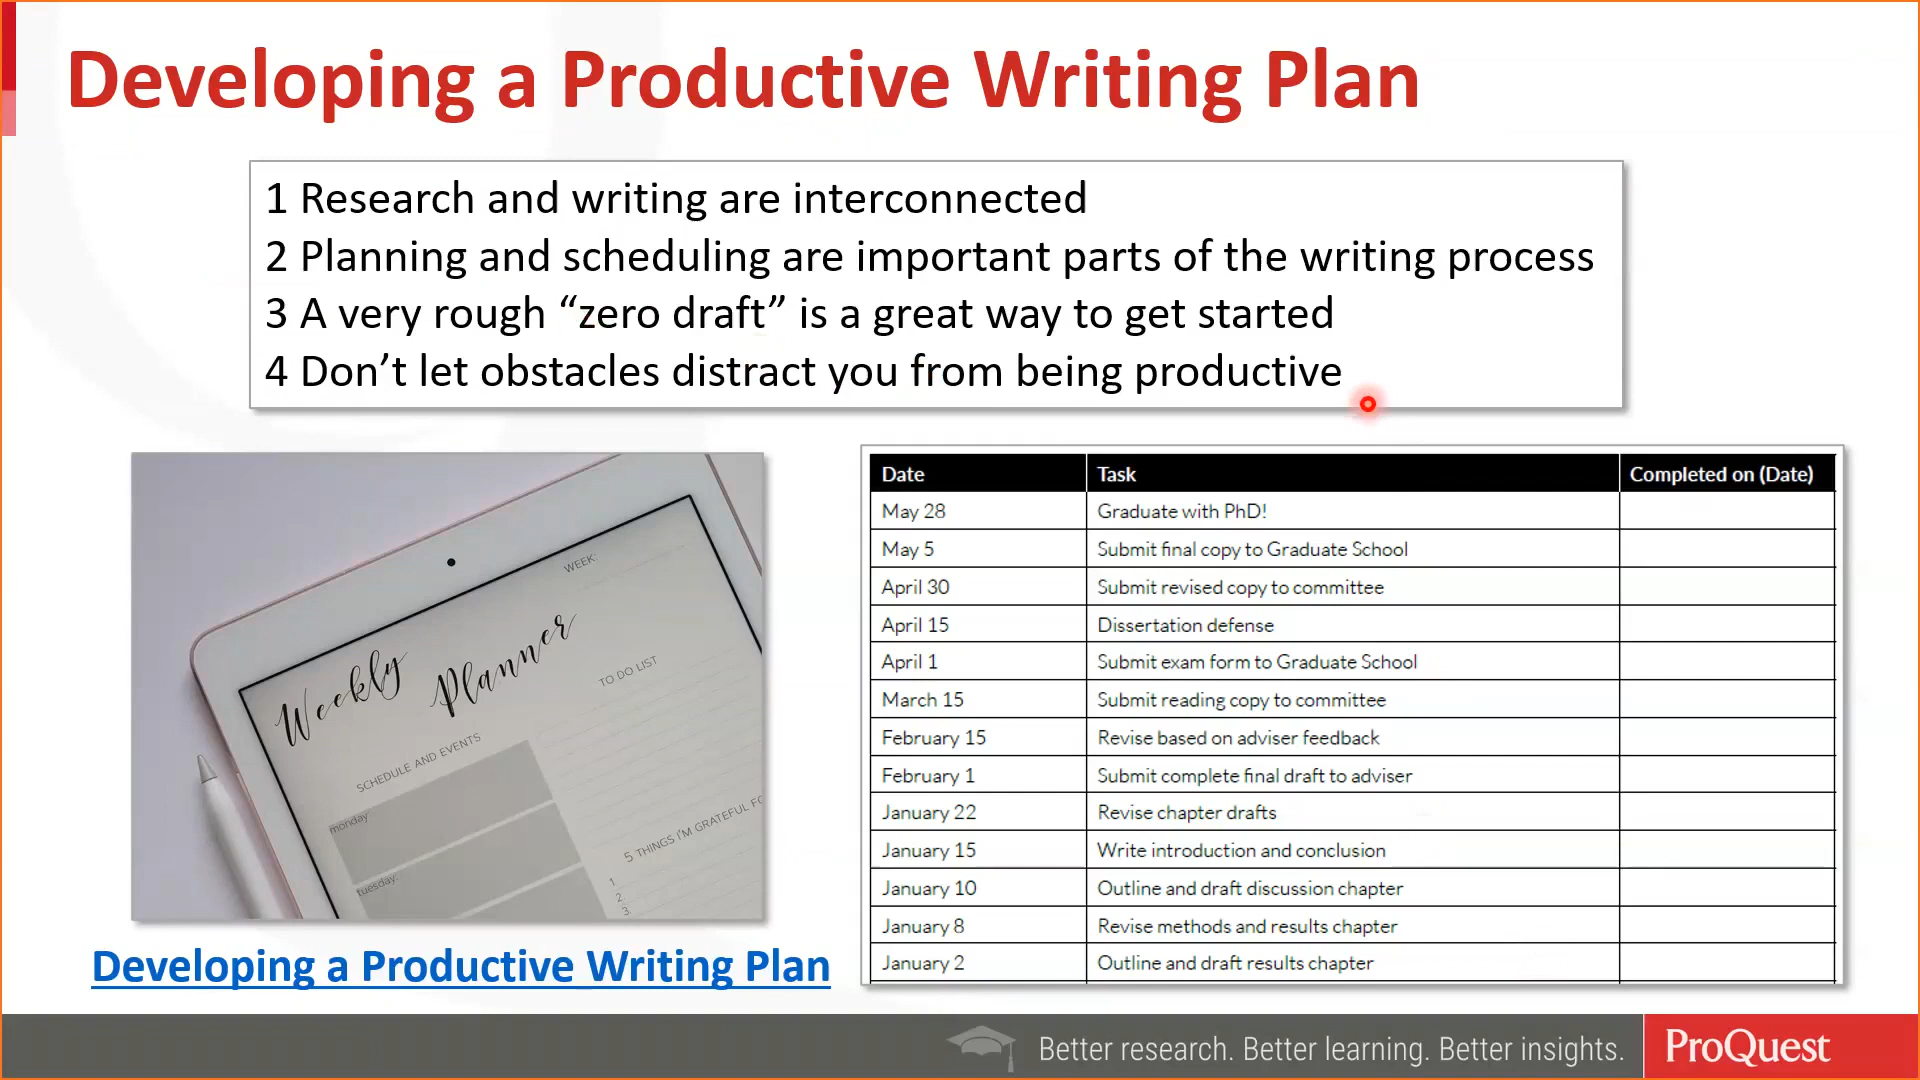 Developing a Productive Writing Plan
1 Research and writing are interconnected
2 Planning and scheduling are important parts of the writing process
3 A very rough “zero draft” is a great way to get started
4 Don’t let obstacles distract you from being productive
WEEK:
Weekly Planner
TO DO LIST
SCHEDULE AND EVENTS
monday
5 THINGS I'M GRATEFUL FO
tuesday:
1.
2.
3.
Developing a Productive Writing Plan
Date Task Completed on (Date)
May 28 Graduate with PhD!
May 5 Submit final copy to Graduate School
April 30 Submit revised copy to committee
April 15 Dissertation defense
April 1 Submit exam form to Graduate School
March 15 Submit reading copy to committee
February 15 Revise based on adviser feedback
February 1 Submit complete final draft to adviser
January 22 Revise chapter drafts
January 15 Write introduction and conclusion
January 10 Outline and draft discussion chapter
January 8 Revise methods and results chapter
January 2 Outline and draft results chapter
Better research. Better learning. Better insights.
ProQuest